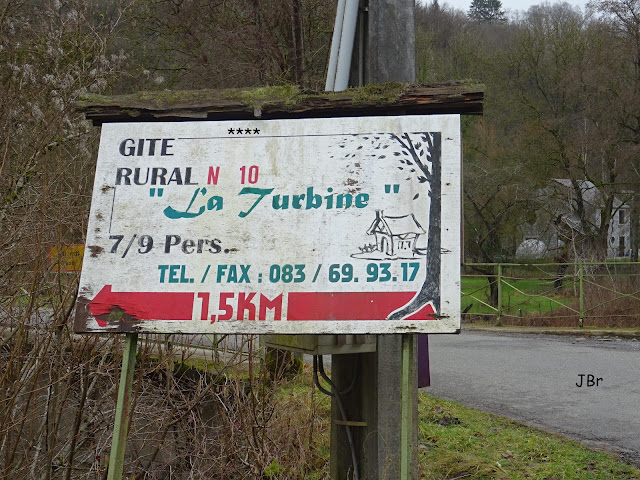 ****
GITE
RURAL N 10
"La Turbine"
7/9 Pers.
TEL. / FAX : 083 / 69. 93. 17
1,5KM
JBr